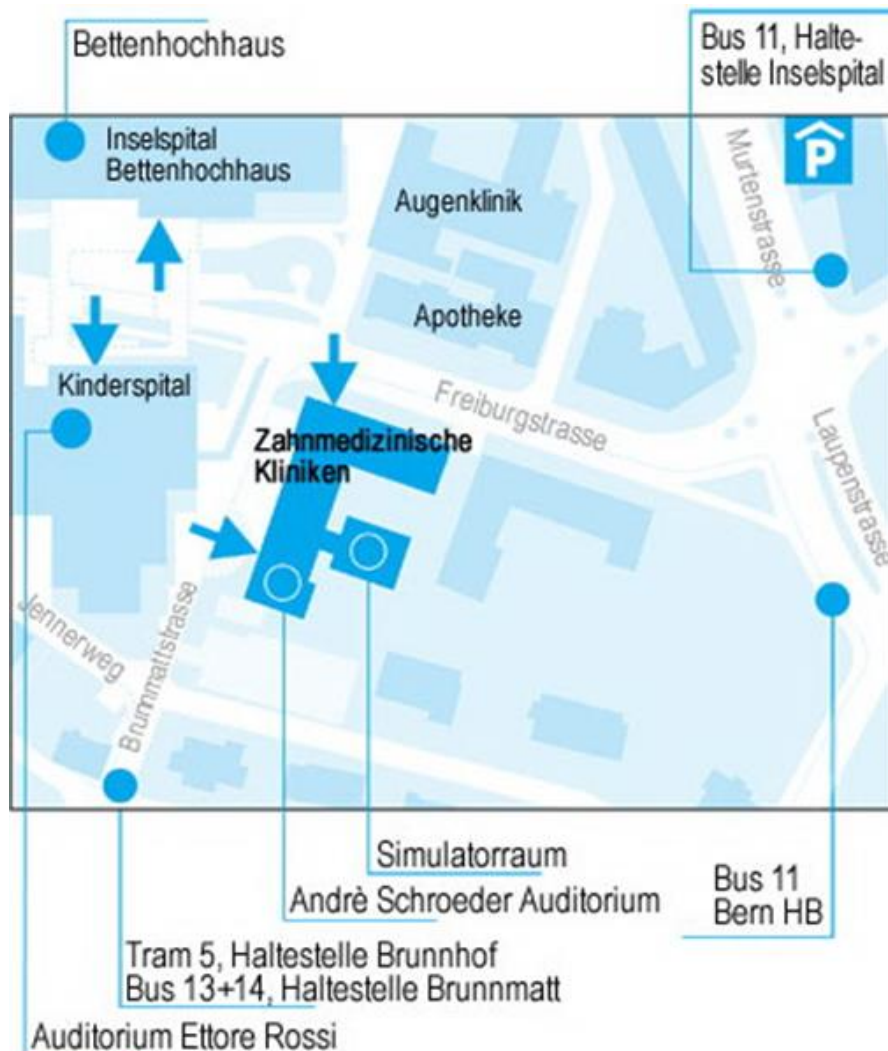 Bettenhochhaus
Bus 11, Halte-
stelle Inselspital
P
Inselspital
Bettenhochhaus
Augenklinik
Murtenstrasse
Apotheke
Kinderspital
Freiburgstrasse
Zahnmedizinische
Kliniken
Laupenstrasse
Jennerweg
Brunnmattstrasse
Simulatorraum
Andrè Schroeder Auditorium
Bus 11
Bern HB
Tram 5, Haltestelle Brunnhof
Bus 13+14, Haltestelle Brunnmatt
Auditorium Ettore Rossi